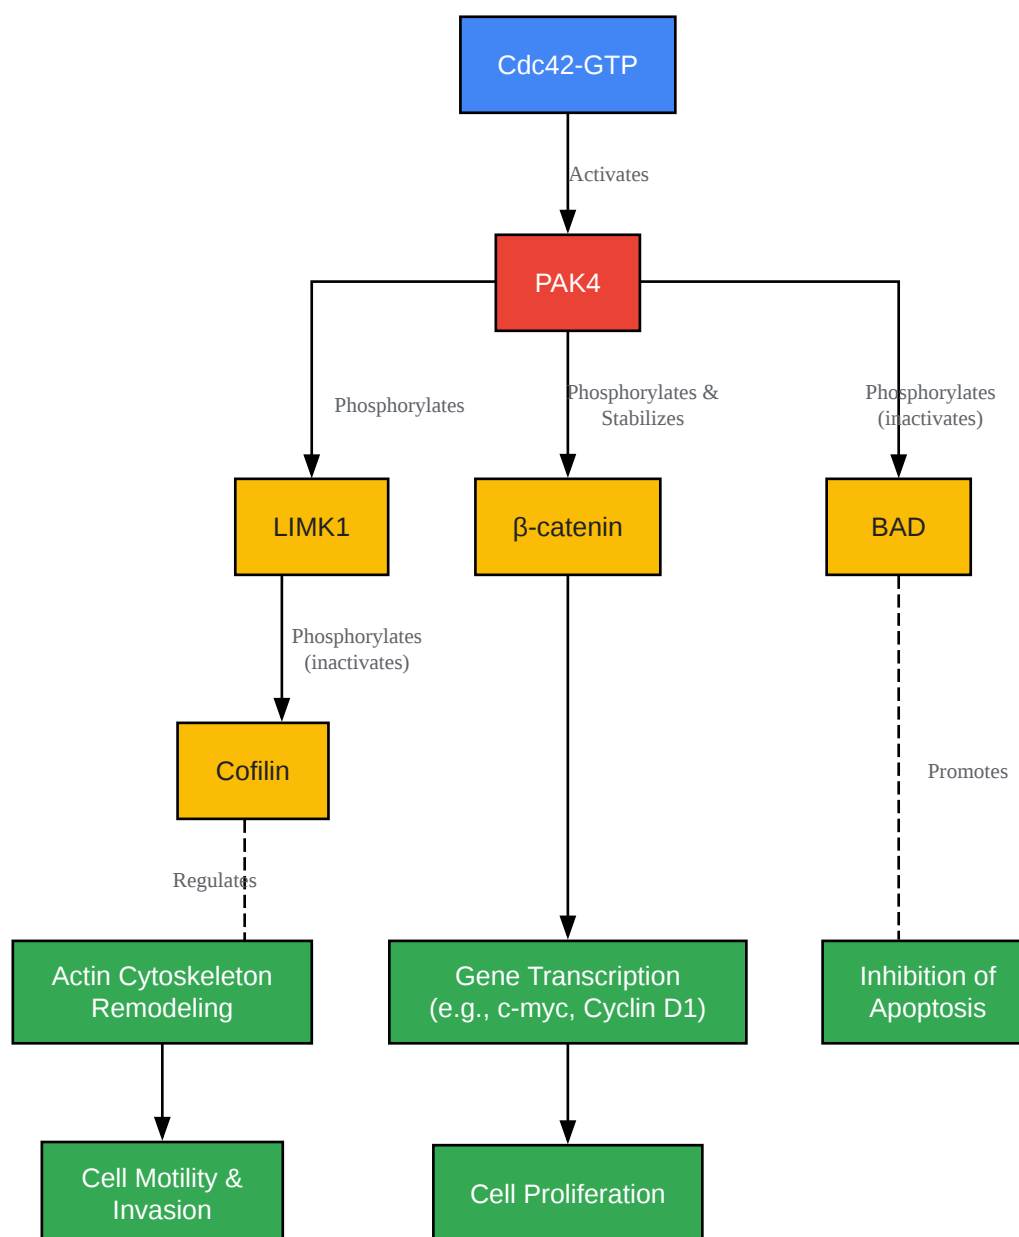 Cdc42-GTP
Activates
PAK4
Phosphorylates
Phosphorylates &
Stabilizes
Phosphorylates
(inactivates)
LIMK1
β-catenin
BAD
Phosphorylates
(inactivates)
Cofilin
Promotes
Regulates
Actin Cytoskeleton
Remodeling
Gene Transcription
(e.g., c-myc, Cyclin D1)
Inhibition of
Apoptosis
Cell Motility &
Invasion
Cell Proliferation